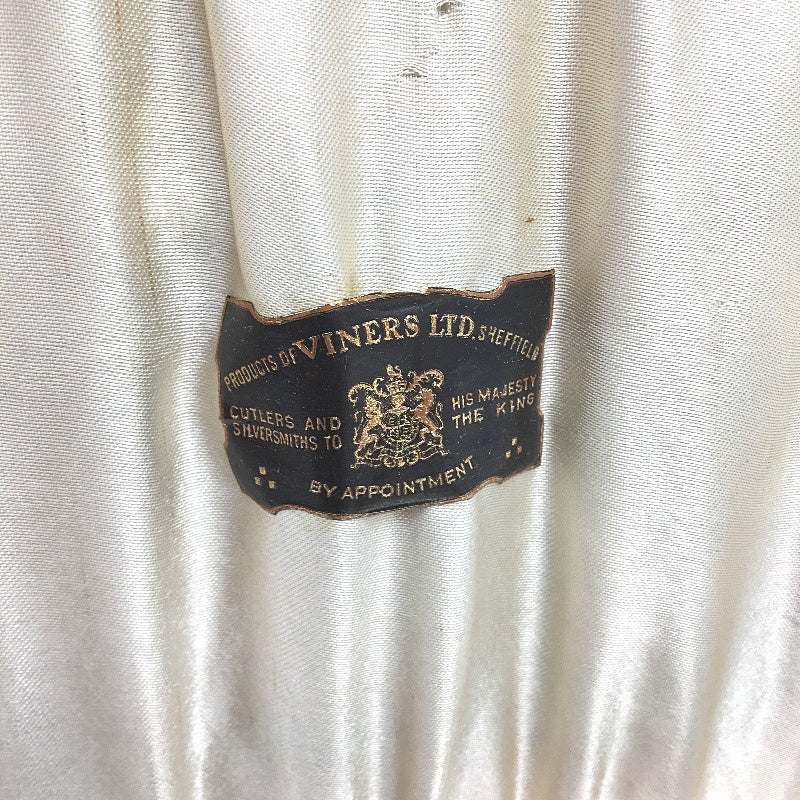 PRODUCTS OF VINERS LTD. SHEFFIELD
CUTLERS AND
SILVERSMITHS TO
HIS MAJESTY
THE KING
BY APPOINTMENT